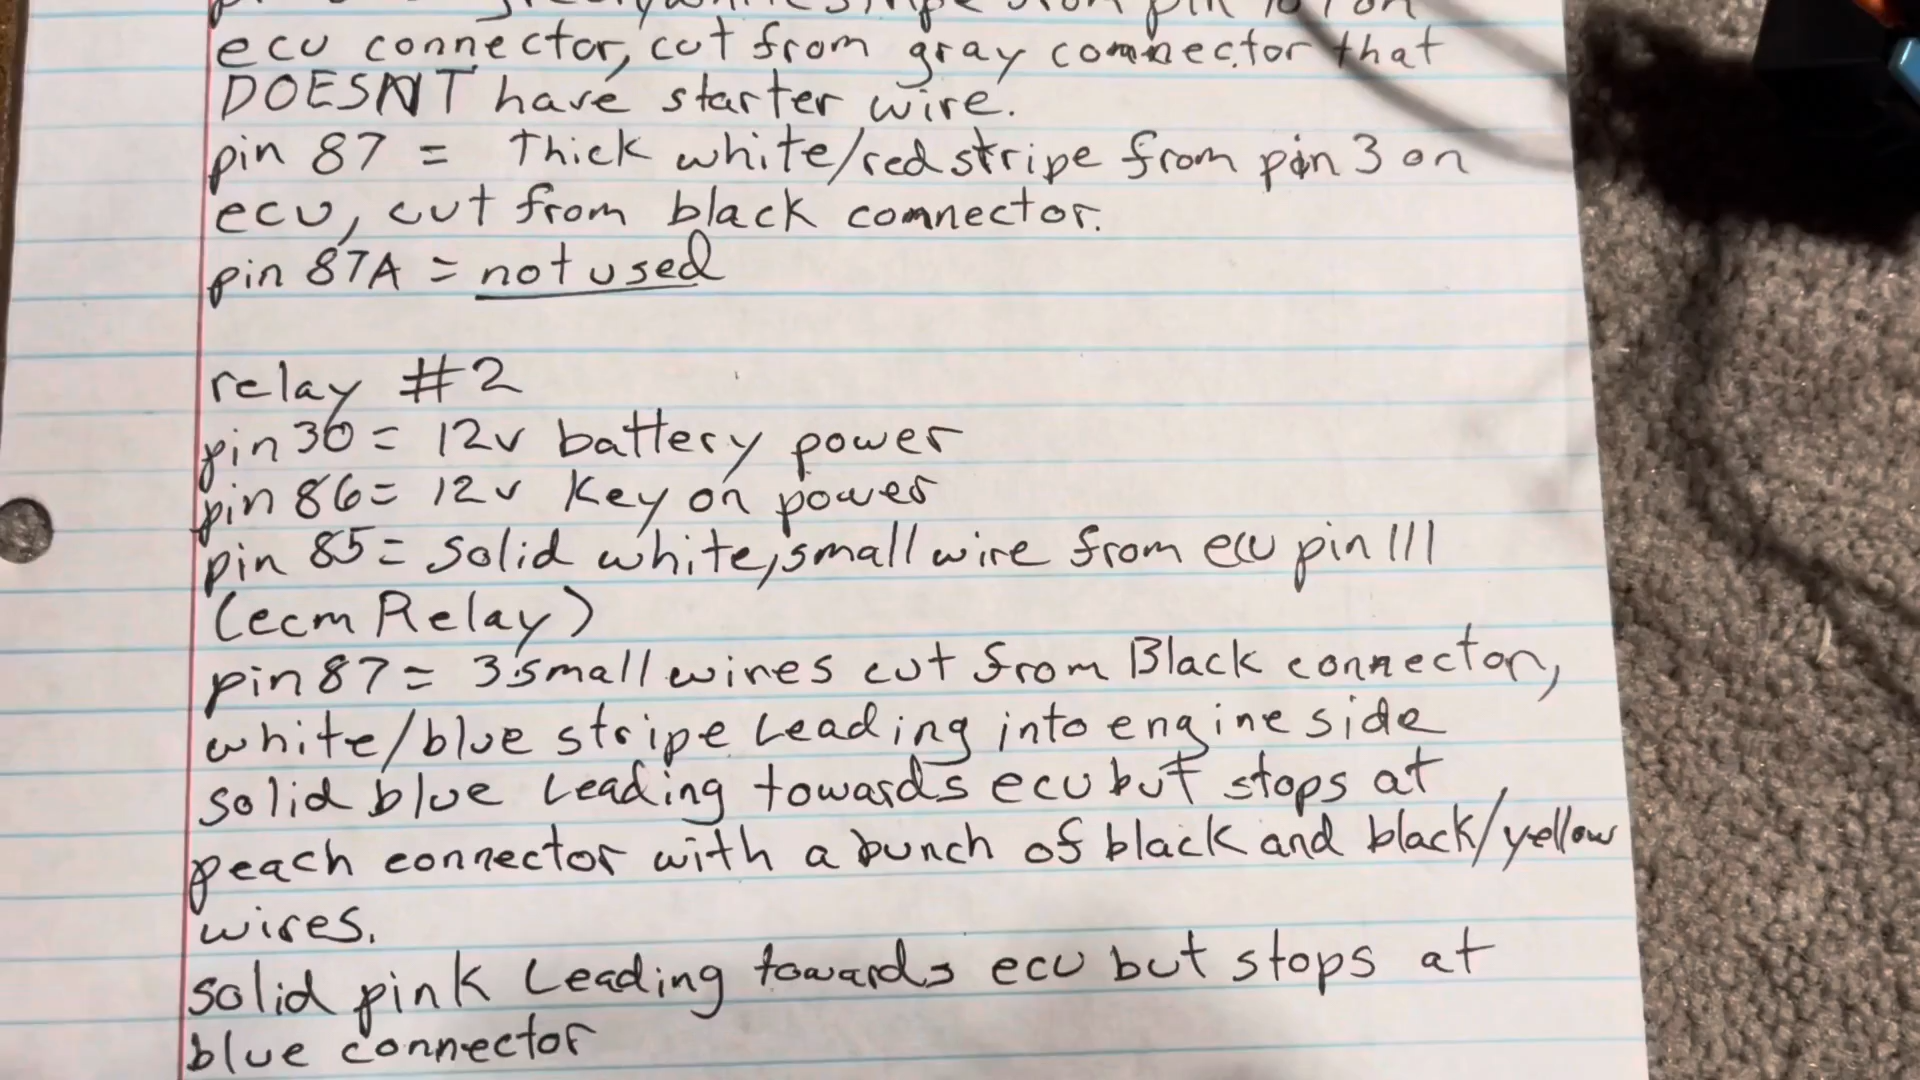 ecu connector, cut from gray connector that
DOESNT have starter wire.
pin 87 = Thick white/red stripe from pin 3 on
ecu, cut from black connector.
pin 87A = not used
relay #2
pin 30 = 12v battery power
pin 86 = 12v Key on power
pin 85 = Solid white, small wire from ecu pin 111
(ecm Relay)
pin 87 = 3 small wires cut from Black connector,
white/blue stripe Leading into engine side
solid blue Leading towards ecu but stops at
peach connector with a bunch of black and black/yellow
wires.
solid pink Leading towards ecu but stops at
blue connector